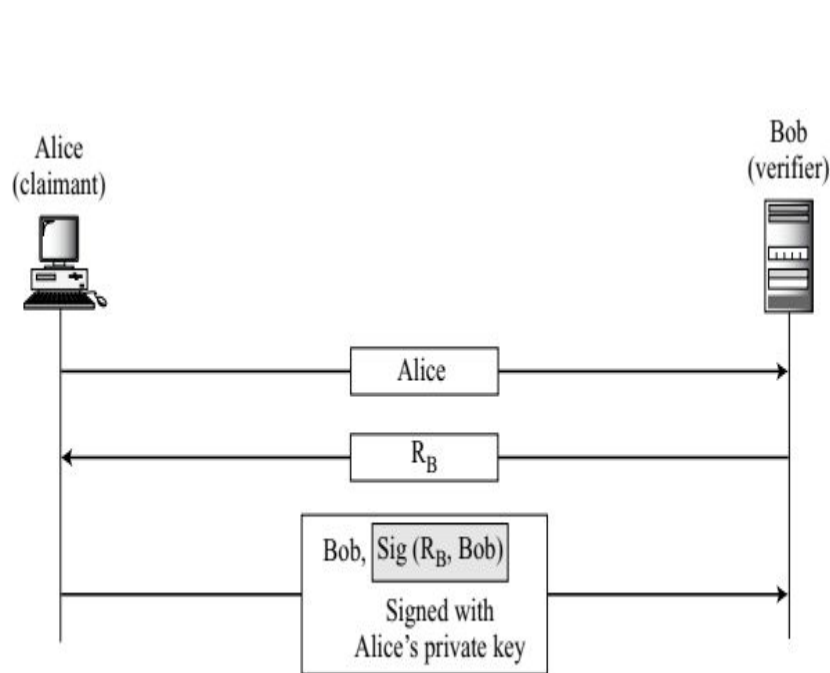 Alice
(claimant)
Bob
(verifier)
Alice
R_B
Bob, Sig (R_B, Bob)
Signed with
Alice’s private key